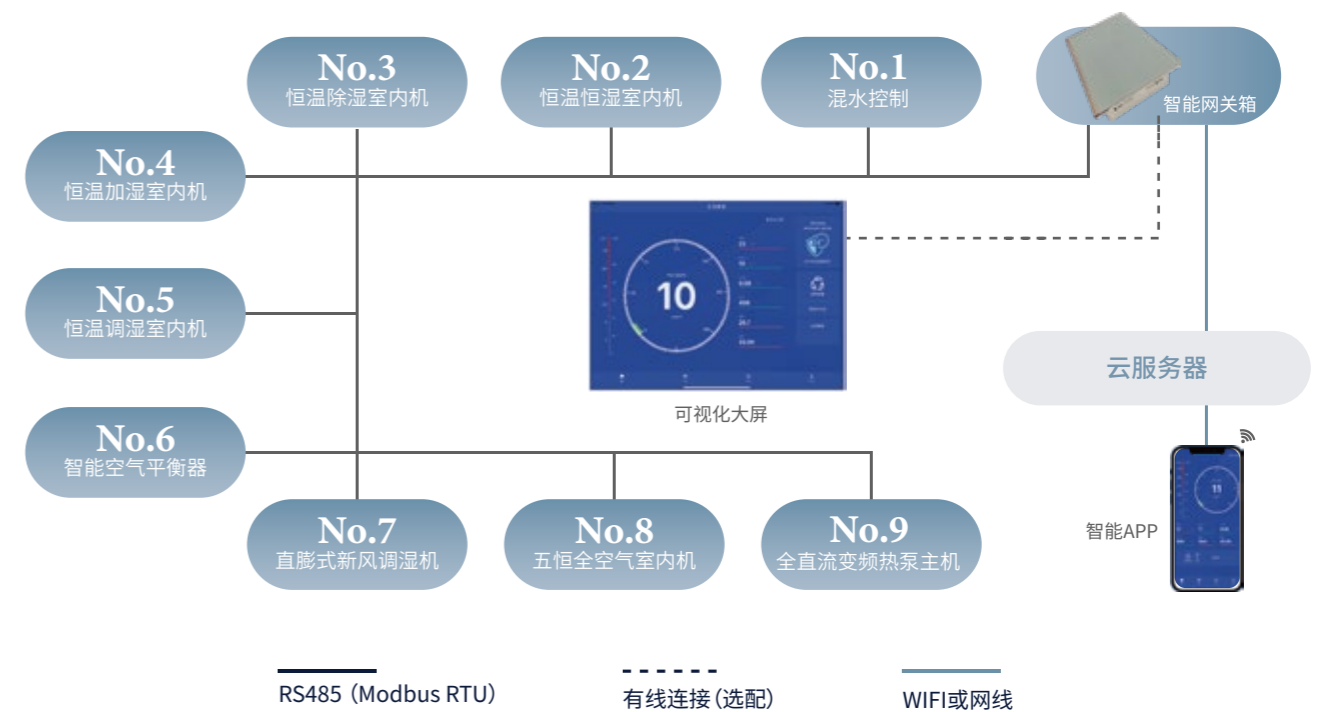 No.3
恒温除湿室内机
No.2
恒温恒湿室内机
No.1
混水控制
智能网关箱
No.4
恒温加湿室内机
No.5
恒温调湿室内机
10
可视化大屏
云服务器
No.6
智能空气平衡器
No.7
直膨式新风调湿机
No.8
五恒全空气室内机
No.9
全直流变频热泵主机
智能APP
11
RS485（Modbus RTU）
有线连接（选配）
WIFI或网线